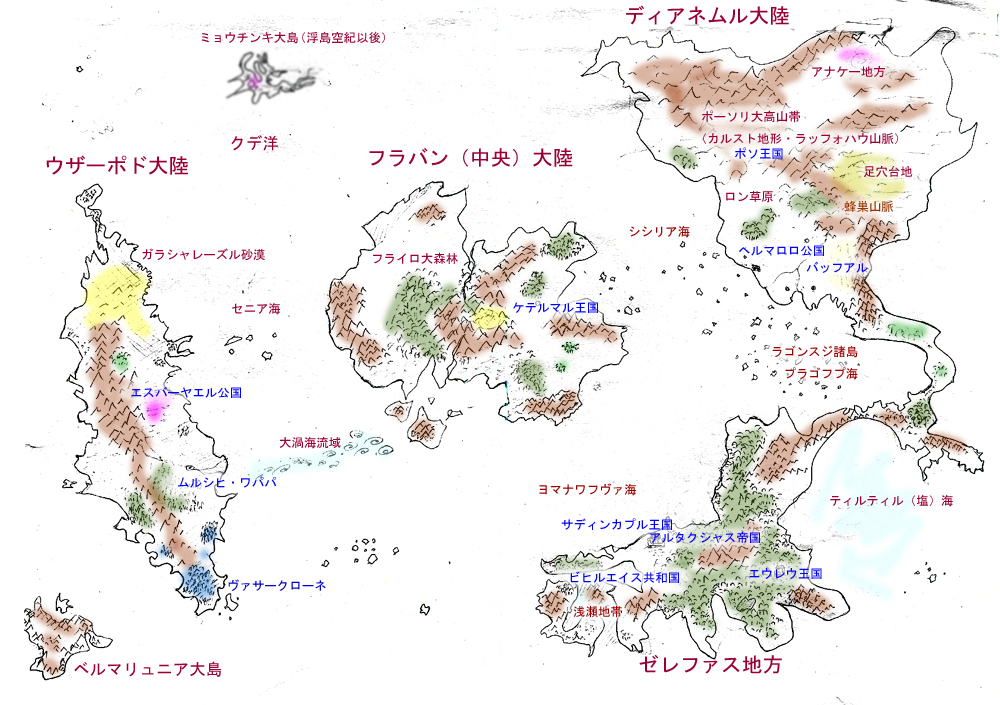 ディアネムル大陸
ミョウチンキ大島(浮島空紀以後)
アナケー地方
ポーソリ大高山帯
(カルスト地形・ラッフォハウ山脈)
クデ洋
フラバン(中央)大陸
ポソ王国
ウザーポド大陸
足穴台地
ロン草原
蜂巣山脈
シシリア海
ガラシャレーズル砂漠
フライロ大森林
ヘルマロロ公国
バッフアル
セニア海
ケテルマル王国
ラゴンスジ諸島
プラゴフプ海
エスパーヤエル公国
大渦海流域
ムルシヒ・ワパパ
ヨマナワフヴァ海
ティルティル(塩)海
サディンカブル王国
アルタクシャス帝国
ビヒルエイス共和国
エウレウ王国
ヴァサークローネ
浅瀬地帯
ベルマリュニア大島
ゼレファス地方